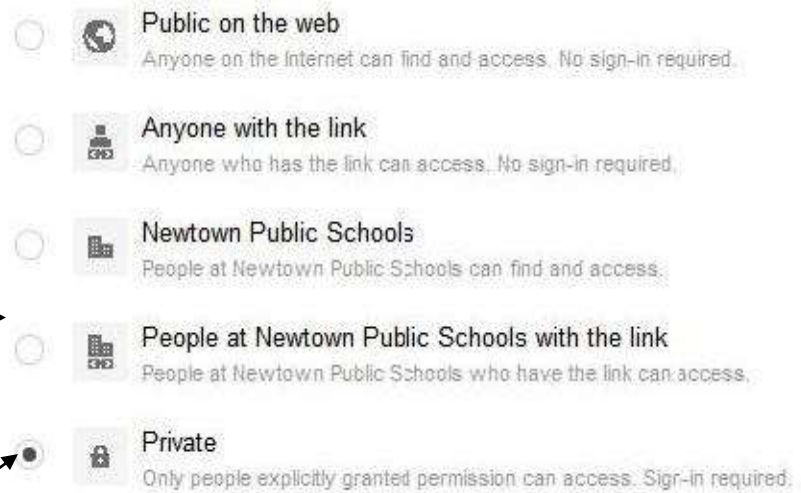 Public on the web
Anyone on the Internet can find and access. No sign-in required.
Anyone with the link
Anyone who has the link can access. No sign-in required.
Newtown Public Schools
People at Newtown Public Schools can find and access.
People at Newtown Public Schools with the link
People at Newtown Public Schools who have the link can access.
Private
Only people explicitly granted permission can access. Sign-in required.